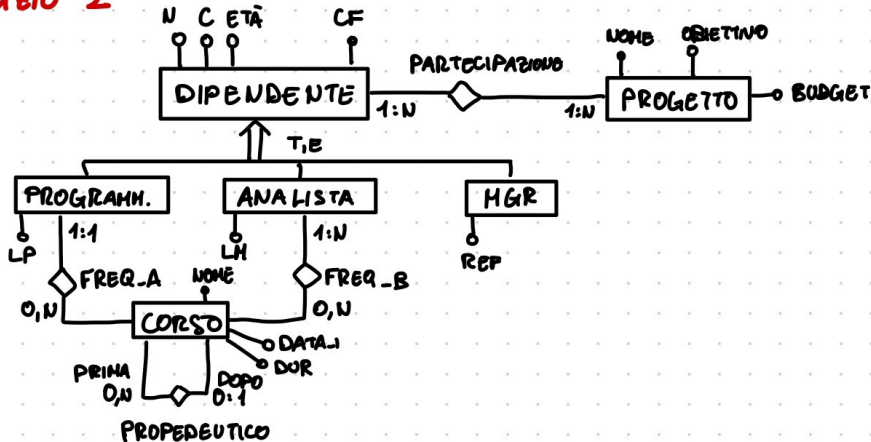 N C ETÀ CF
NOME OBIETTIVO
PARTECIPAZIONE
DIPENDENTE
1:N
1:N
PROGETTO
BUDGET
T,E
PROGRAMM.
ANALISTA
MGR
LP
1:1
LM
1:N
REF
FREQ_A
NOME
FREQ_B
0,N
CORSO
0,N
DATA_I
DUR
PRIMA
0,N
DOPO
0:1
PROPEDEUTICO